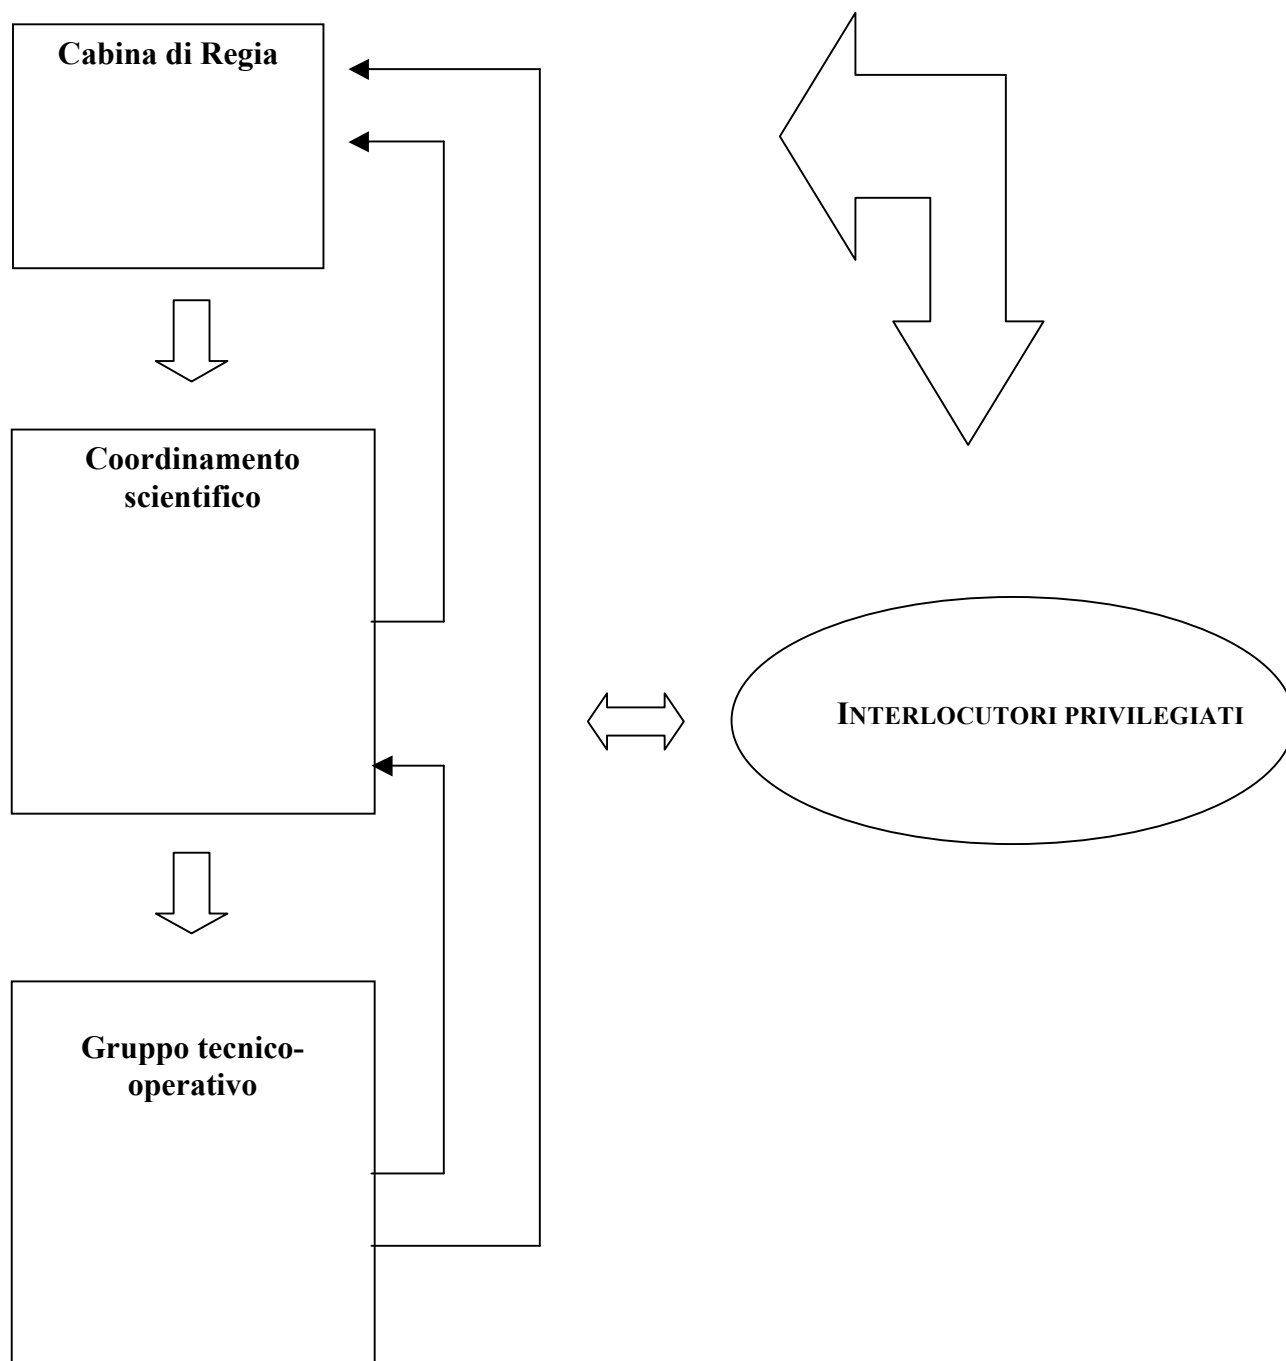 Cabina di Regia
Coordinamento
scientifico
INTERLOCUTORI PRIVILEGIATI
Gruppo tecnico-
operativo